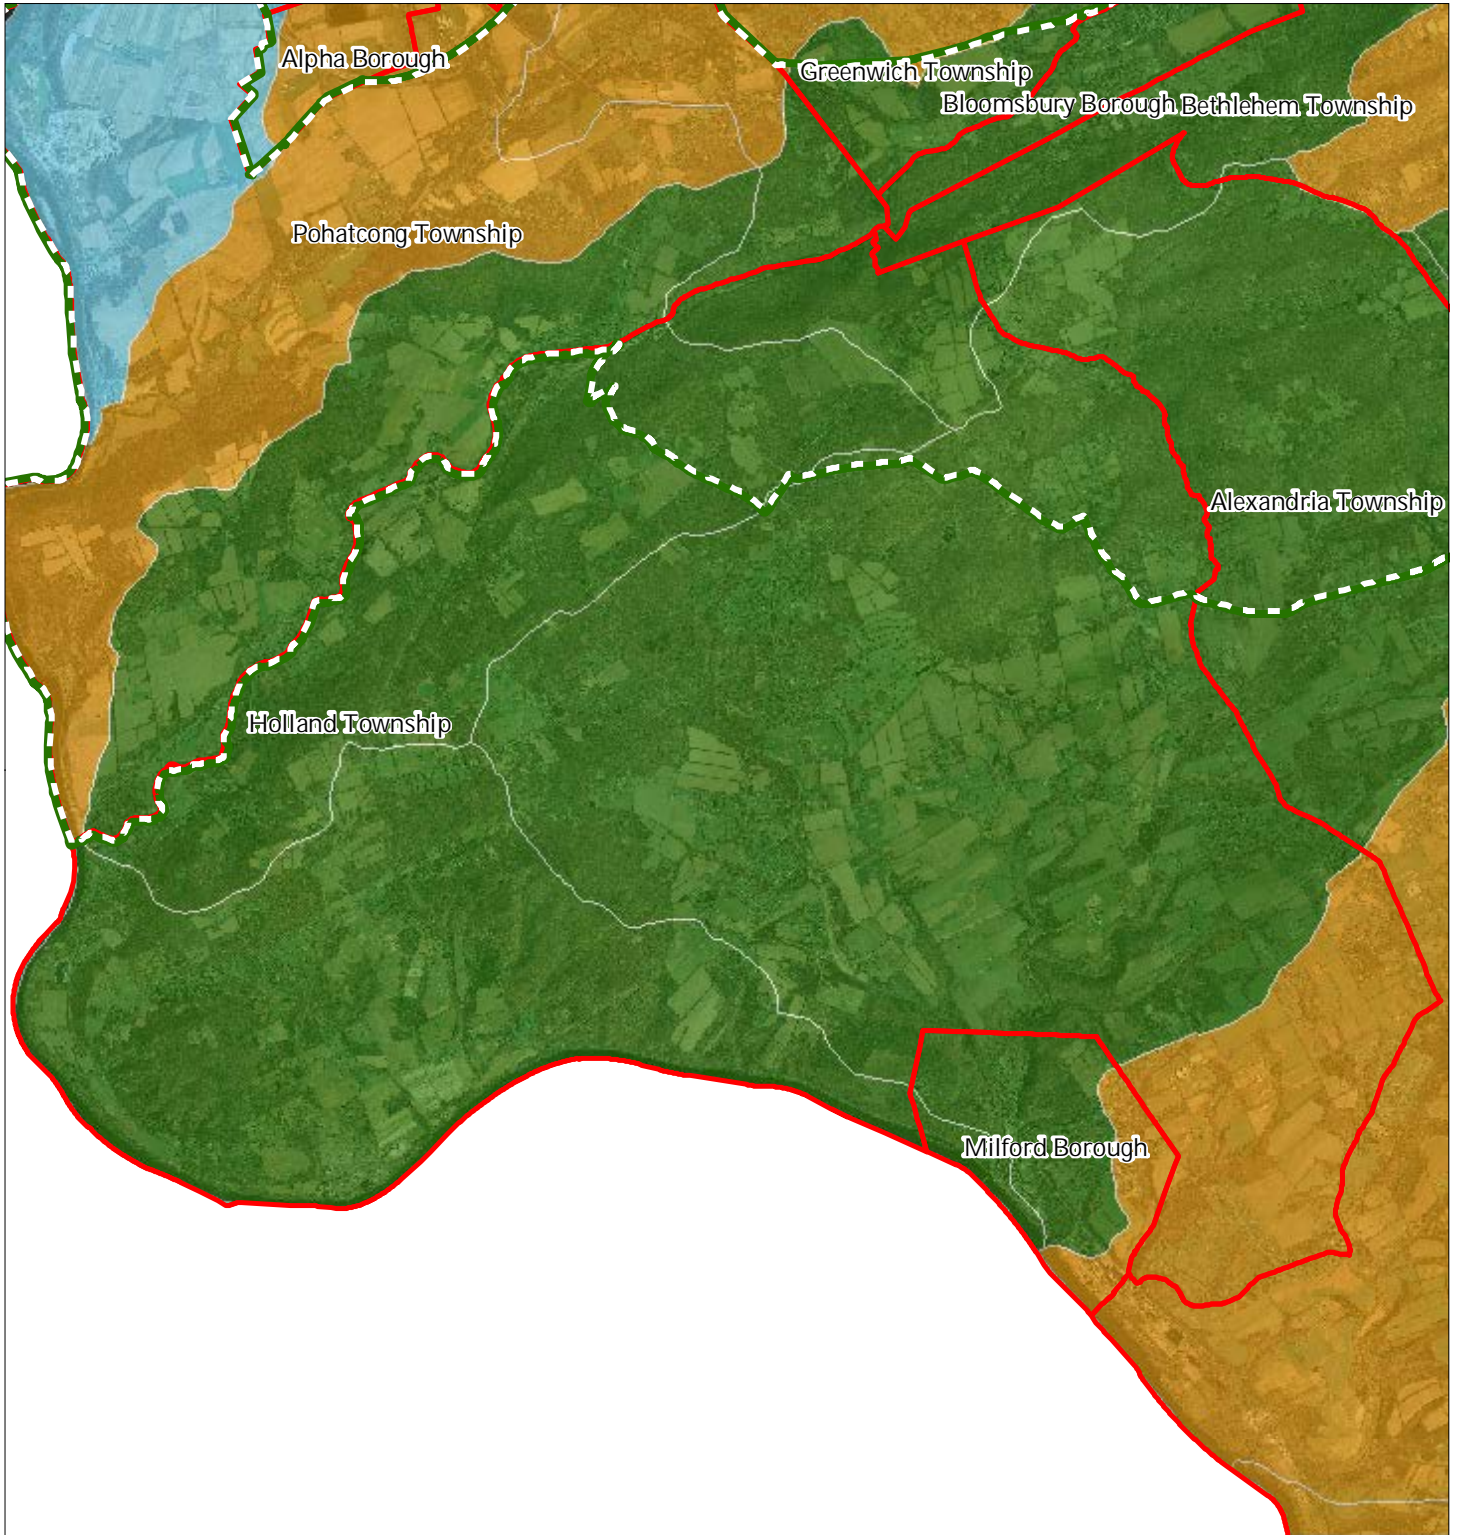 Alpha Borough
Greenwich Township
Bloomsbury Borough
Bethlehem Township
Pohatcong Township
Alexandria Township
Holland Township
Milford Borough